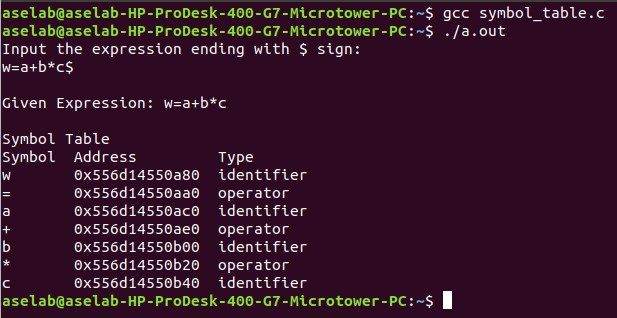 aselab@aselab-HP-ProDesk-400-G7-Microtower-PC:~$ gcc symbol_table.c
aselab@aselab-HP-ProDesk-400-G7-Microtower-PC:~$ ./a.out
Input the expression ending with $ sign:
w=a+b*c$
Given Expression: w=a+b*c
Symbol Table
Symbol  Address         Type
w       0x556d14550a80  identifier
=       0x556d14550aa0  operator
a       0x556d14550ac0  identifier
+       0x556d14550ae0  operator
b       0x556d14550b00  identifier
*       0x556d14550b20  operator
c       0x556d14550b40  identifier
aselab@aselab-HP-ProDesk-400-G7-Microtower-PC:~$